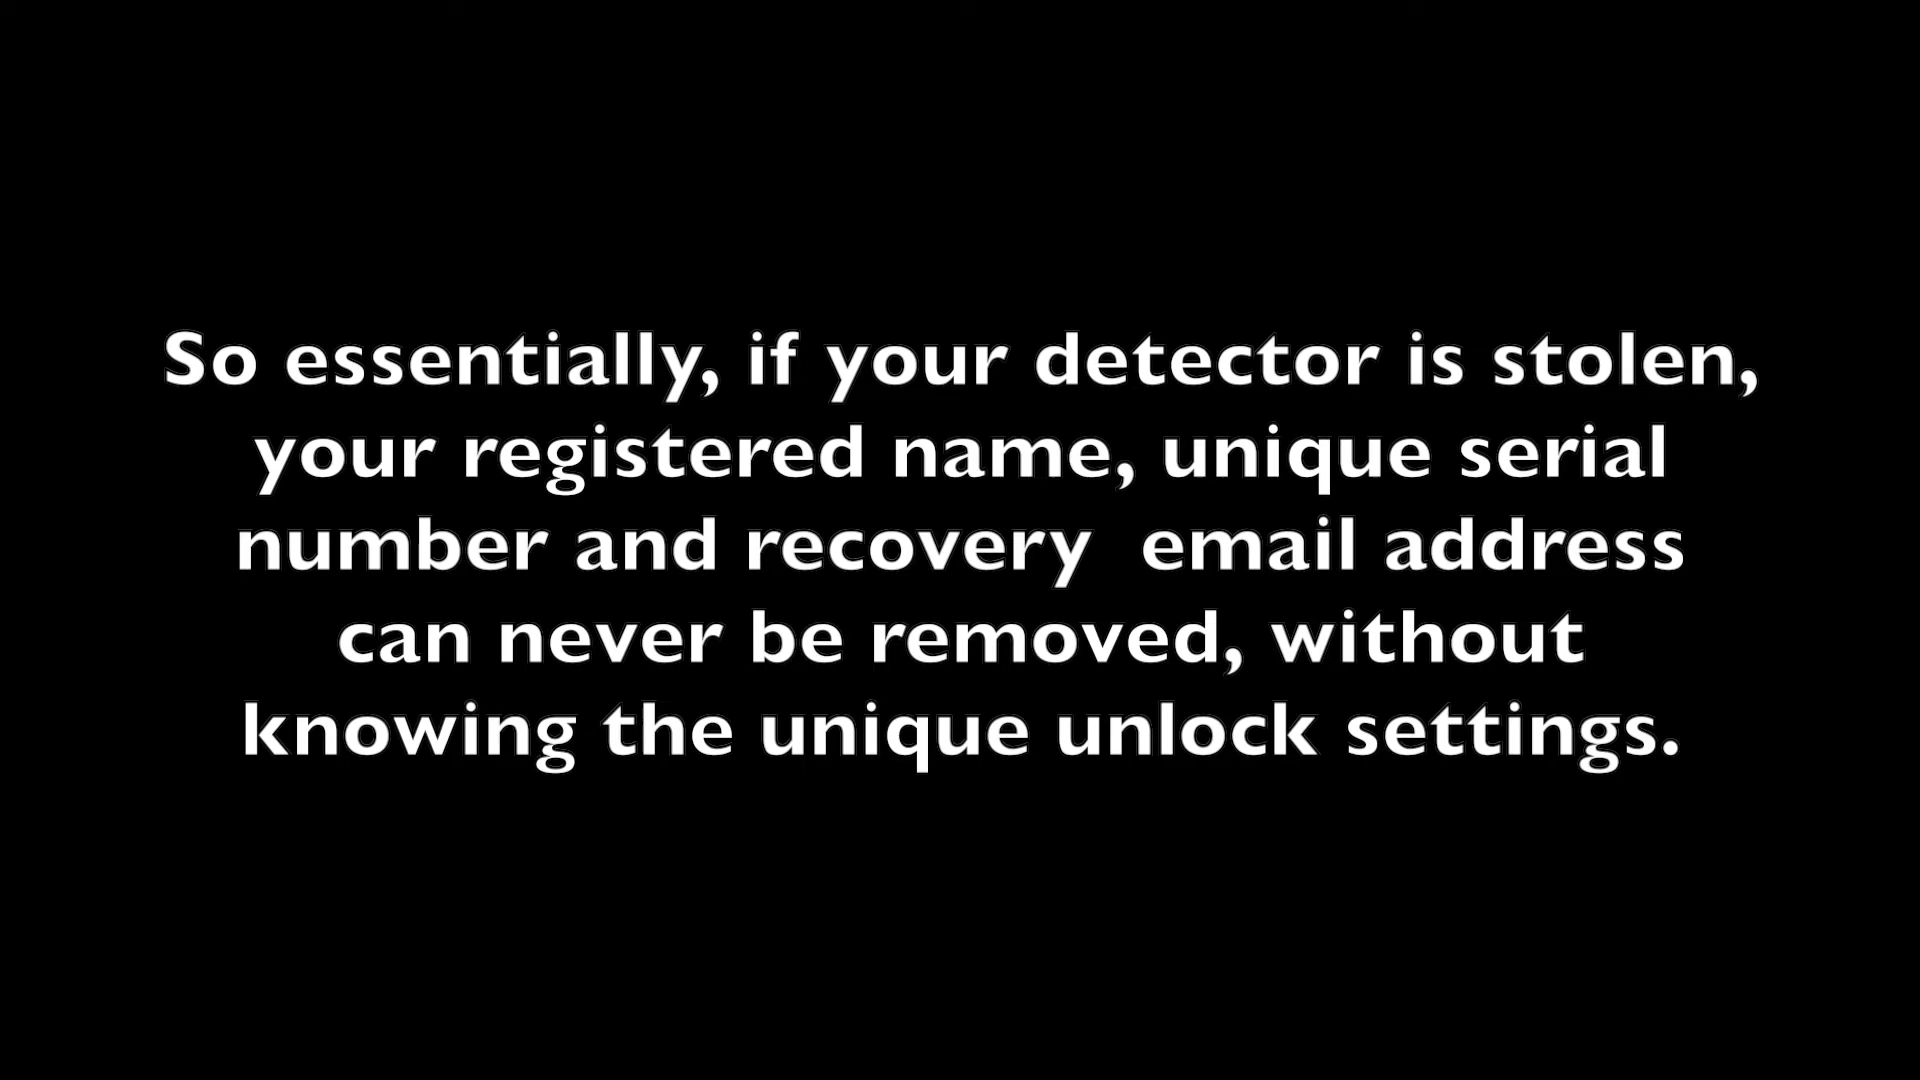 So essentially, if your detector is stolen,
your registered name, unique serial
number and recovery  email address
can never be removed, without
knowing the unique unlock settings.